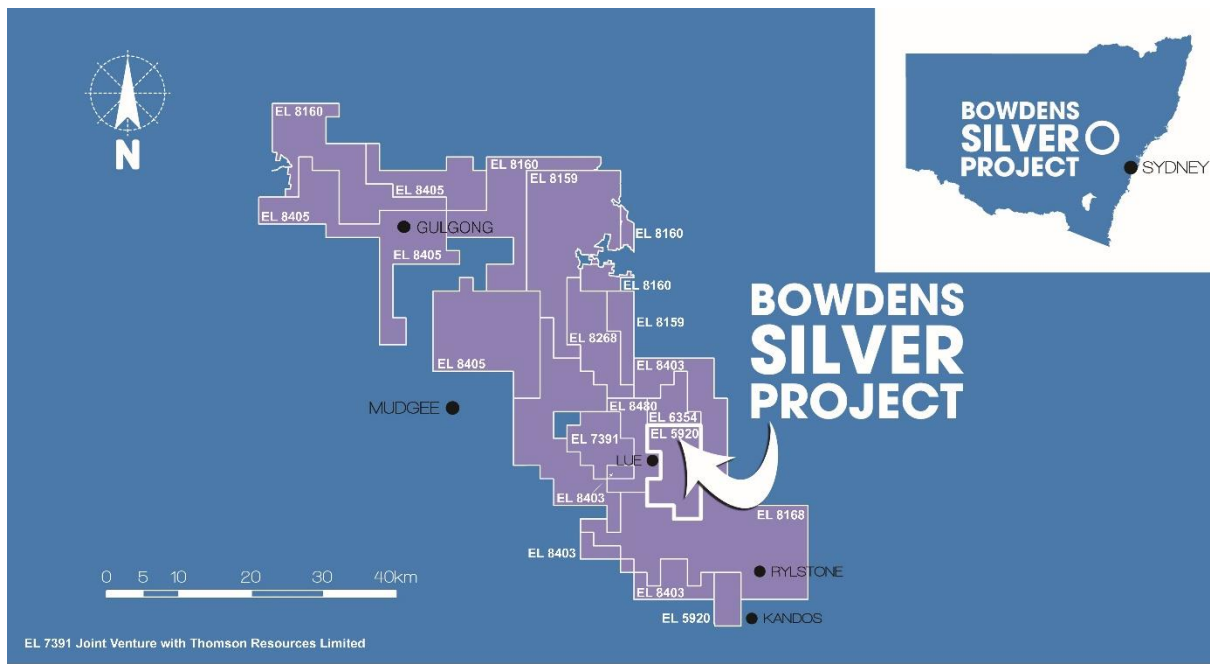 EL 8160
EL 8160
EL 8159
EL 8405
EL 8405
GULGONG
EL 8160
EL 8405
EL 8160
EL 8159
EL 8268
EL 8405
EL 8403
MUDGEE
EL 8480
EL 6354
EL 5920
EL 7391
LUE
EL 8403
EL 8168
EL 8403
RYLSTONE
EL 8403
EL 5920
KANDOS
N
BOWDENS
SILVER
PROJECT
SYDNEY
BOWDENS
SILVER
PROJECT
0 5 10 20 30 40km
EL 7391 Joint Venture with Thomson Resources Limited